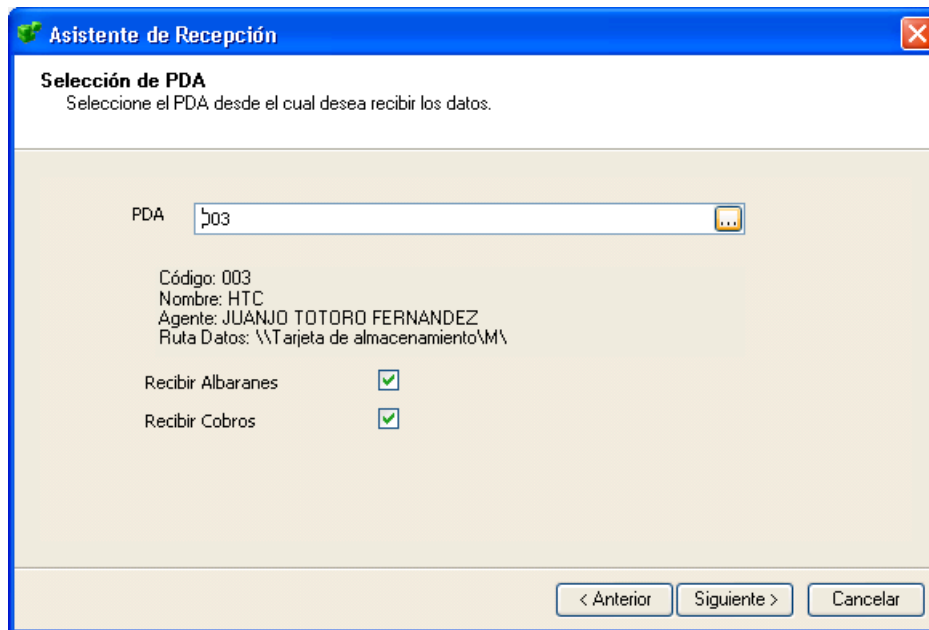 Asistente de Recepción
Selección de PDA
Seleccione el PDA desde el cual desea recibir los datos.
PDA 003
...
Código: 003
Nombre: HTC
Agente: JUANJO TOTORO FERNANDEZ
Ruta Datos: \\Tarjeta de almacenamiento\M\
Recibir Albaranes
Recibir Cobros
< Anterior Siguiente > Cancelar